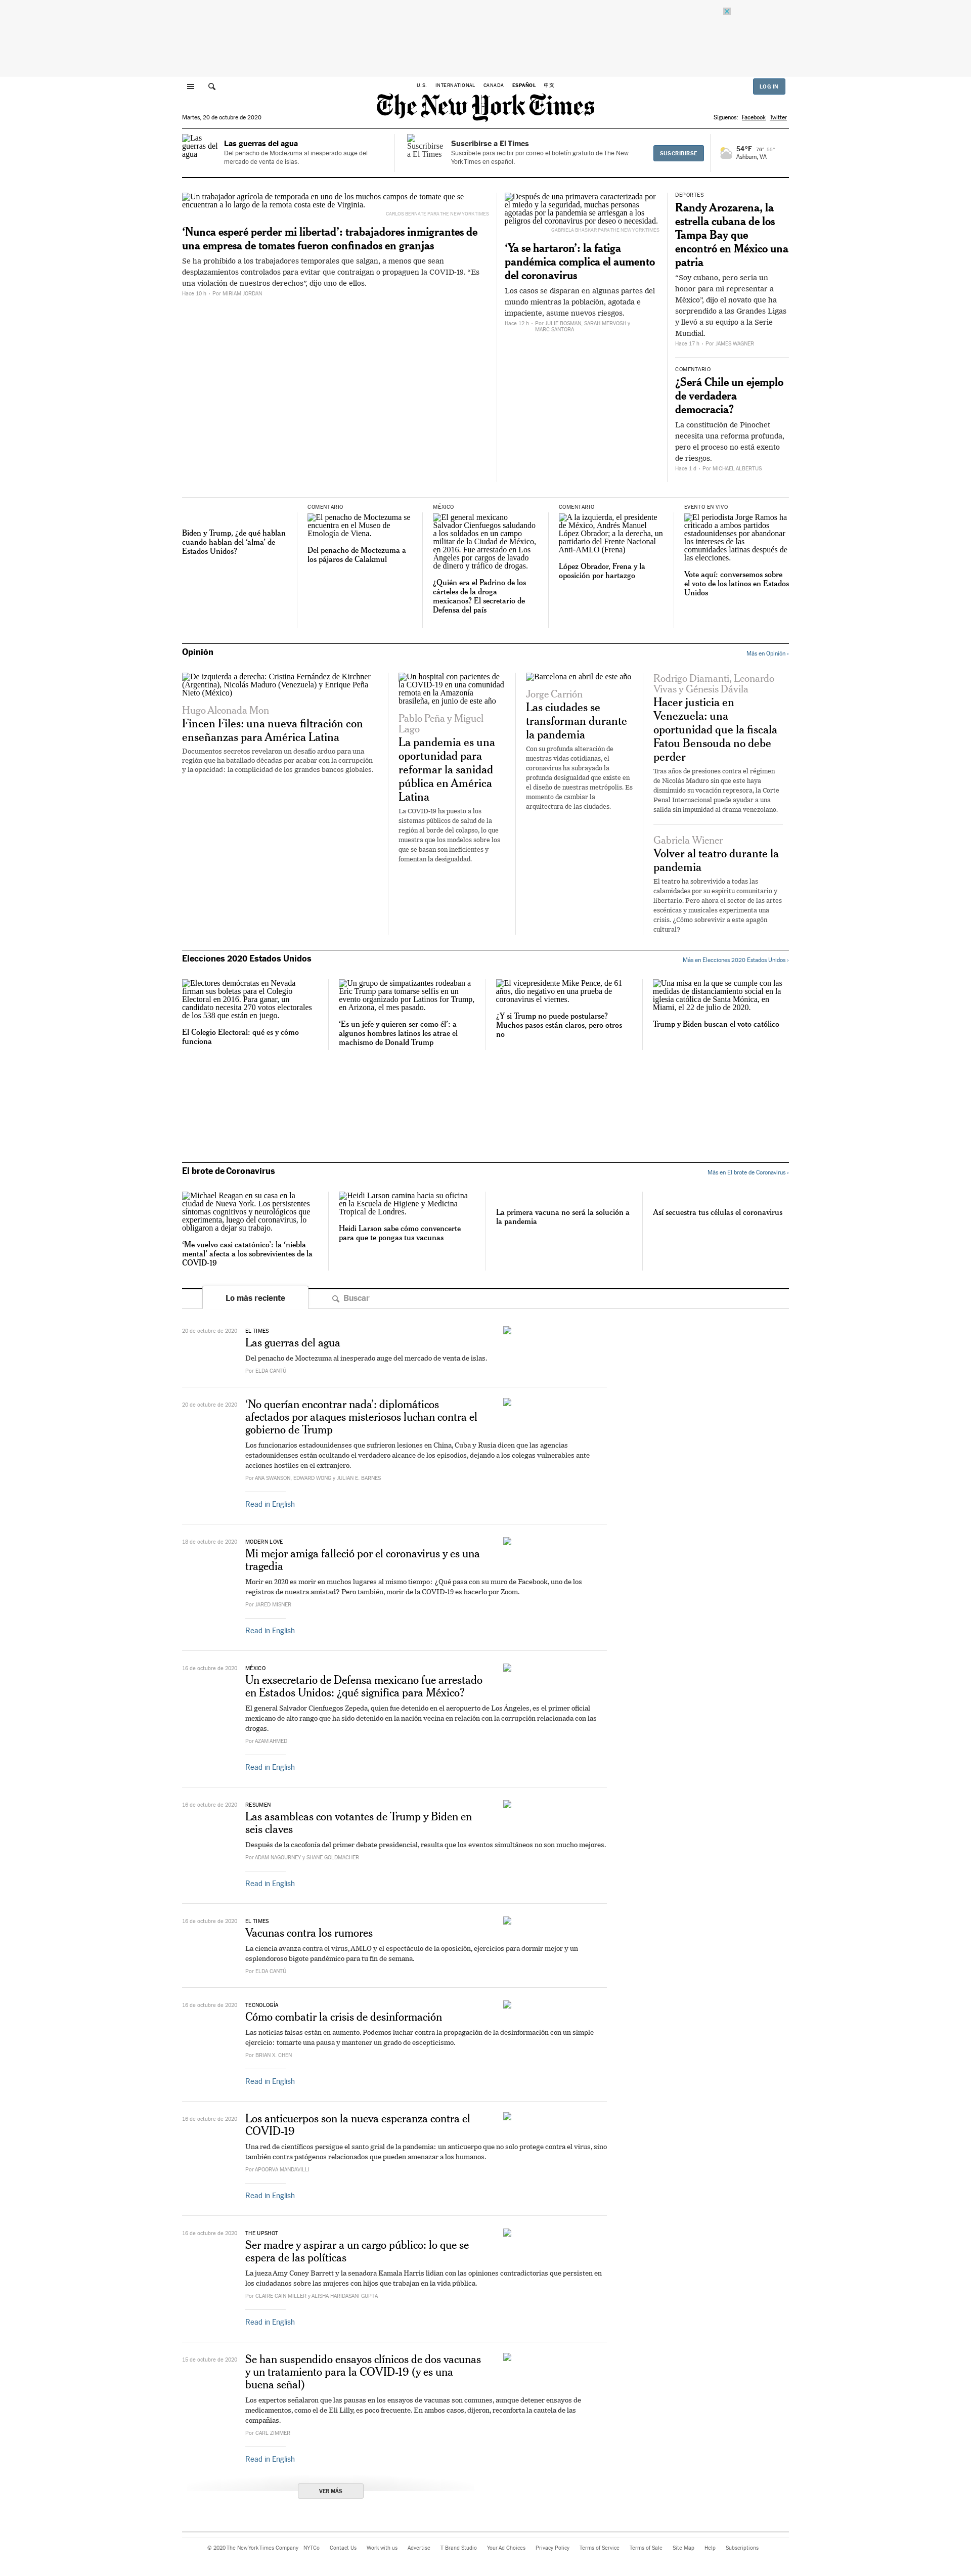 U.S. INTERNATIONAL CANADA ESPAÑOL 中文
LOG IN
The New York Times
Martes, 20 de octubre de 2020
Síguenos: Facebook Twitter
Las guerras del agua
Las guerras del agua
Del penacho de Moctezuma al inesperado auge del
mercado de venta de islas.
Suscribirse a El Times
Suscribirse a El Times
Suscríbete para recibir por correo el boletín gratuito de The New
York Times en español.
SUSCRIBIRSE
54°F 76° 55°
Ashburn, VA
Un trabajador agrícola de temporada en uno de los muchos campos de tomate que se
encuentran a lo largo de la remota costa este de Virginia.
CARLOS BERNATE PARA THE NEW YORK TIMES
‘Nunca esperé perder mi libertad’: trabajadores inmigrantes de
una empresa de tomates fueron confinados en granjas
Se ha prohibido a los trabajadores temporales que salgan, a menos que sean
desplazamientos controlados para evitar que contraigan o propaguen la COVID-19. “Es
una violación de nuestros derechos”, dijo uno de ellos.
Hace 10 h - Por MIRIAM JORDAN
Después de una primavera caracterizada por
el miedo y la seguridad, muchas personas
agotadas por la pandemia se arriesgan a los
peligros del coronavirus por deseo o necesidad.
GABRIELA BHASKAR PARA THE NEW YORK TIMES
‘Ya se hartaron’: la fatiga
pandémica complica el aumento
del coronavirus
Los casos se disparan en algunas partes del
mundo mientras la población, agotada e
impaciente, asume nuevos riesgos.
Hace 12 h - Por JULIE BOSMAN, SARAH MERVOSH y
MARC SANTORA
DEPORTES
Randy Arozarena, la
estrella cubana de los
Tampa Bay que
encontró en México una
patria
“Soy cubano, pero sería un
honor para mí representar a
México”, dijo el novato que ha
sorprendido a las Grandes Ligas
y llevó a su equipo a la Serie
Mundial.
Hace 17 h - Por JAMES WAGNER
COMENTARIO
¿Será Chile un ejemplo
de verdadera
democracia?
La constitución de Pinochet
necesita una reforma profunda,
pero el proceso no está exento
de riesgos.
Hace 1 d - Por MICHAEL ALBERTUS
Biden y Trump, ¿de qué hablan
cuando hablan del ‘alma’ de
Estados Unidos?
COMENTARIO
El penacho de Moctezuma se
encuentra en el Museo de
Etnología de Viena.
Del penacho de Moctezuma a
los pájaros de Calakmul
MÉXICO
El general mexicano
Salvador Cienfuegos saludando
a los soldados en un campo
militar de la Ciudad de México,
en 2016. Fue arrestado en Los
Ángeles por cargos de lavado
de dinero y tráfico de drogas.
¿Quién era el Padrino de los
cárteles de la droga
mexicanos? El secretario de
Defensa del país
COMENTARIO
A la izquierda, el presidente
de México, Andrés Manuel
López Obrador; a la derecha, un
partidario del Frente Nacional
Anti-AMLO (Frena)
López Obrador, Frena y la
oposición por hartazgo
EVENTO EN VIVO
El periodista Jorge Ramos ha
criticado a ambos partidos
estadounidenses por abandonar
los intereses de las
comunidades latinas después de
las elecciones.
Vote aquí: conversemos sobre
el voto de los latinos en Estados
Unidos
Opinión
Más en Opinión ›
De izquierda a derecha: Cristina Fernández de Kirchner
(Argentina), Nicolás Maduro (Venezuela) y Enrique Peña
Nieto (México)
Hugo Alconada Mon
Fincen Files: una nueva filtración con
enseñanzas para América Latina
Documentos secretos revelaron un desafío arduo para una
región que ha batallado décadas por acabar con la corrupción
y la opacidad: la complicidad de los grandes bancos globales.
Un hospital con pacientes de
la COVID-19 en una comunidad
remota en la Amazonía
brasileña, en junio de este año
Pablo Peña y Miguel
Lago
La pandemia es una
oportunidad para
reformar la sanidad
pública en América
Latina
La COVID-19 ha puesto a los
sistemas públicos de salud de la
región al borde del colapso, lo que
muestra que los modelos sobre los
que se basan son ineficientes y
fomentan la desigualdad.
Barcelona en abril de este año
Jorge Carrión
Las ciudades se
transforman durante
la pandemia
Con su profunda alteración de
nuestras vidas cotidianas, el
coronavirus ha subrayado la
profunda desigualdad que existe en
el diseño de nuestras metrópolis. Es
momento de cambiar la
arquitectura de las ciudades.
Rodrigo Diamanti, Leonardo
Vivas y Génesis Dávila
Hacer justicia en
Venezuela: una
oportunidad que la fiscala
Fatou Bensouda no debe
perder
Tras años de presiones contra el régimen
de Nicolás Maduro sin que este haya
disminuido su vocación represora, la Corte
Penal Internacional puede ayudar a una
salida sin impunidad al drama venezolano.
Gabriela Wiener
Volver al teatro durante la
pandemia
El teatro ha sobrevivido a todas las
calamidades por su espíritu comunitario y
libertario. Pero ahora el sector de las artes
escénicas y musicales experimenta una
crisis. ¿Cómo sobrevivir a este apagón
cultural?
Elecciones 2020 Estados Unidos
Más en Elecciones 2020 Estados Unidos ›
Electores demócratas en Nevada
firman sus boletas para el Colegio
Electoral en 2016. Para ganar, un
candidato necesita 270 votos electorales
de los 538 que están en juego.
El Colegio Electoral: qué es y cómo
funciona
Un grupo de simpatizantes rodeaban a
Eric Trump para tomarse selfis en un
evento organizado por Latinos for Trump,
en Arizona, el mes pasado.
‘Es un jefe y quieren ser como él’: a
algunos hombres latinos les atrae el
machismo de Donald Trump
El vicepresidente Mike Pence, de 61
años, dio negativo en una prueba de
coronavirus el viernes.
¿Y si Trump no puede postularse?
Muchos pasos están claros, pero otros
no
Una misa en la que se cumple con las
medidas de distanciamiento social en la
iglesia católica de Santa Mónica, en
Miami, el 22 de julio de 2020.
Trump y Biden buscan el voto católico
El brote de Coronavirus
Más en El brote de Coronavirus ›
Michael Reagan en su casa en la
ciudad de Nueva York. Los persistentes
síntomas cognitivos y neurológicos que
experimenta, luego del coronavirus, lo
obligaron a dejar su trabajo.
‘Me vuelvo casi catatónico’: la ‘niebla
mental’ afecta a los sobrevivientes de la
COVID-19
Heidi Larson camina hacia su oficina
en la Escuela de Higiene y Medicina
Tropical de Londres.
Heidi Larson sabe cómo convencerte
para que te pongas tus vacunas
La primera vacuna no será la solución a
la pandemia
Así secuestra tus células el coronavirus
Lo más reciente
Buscar
20 de octubre de 2020
EL TIMES
Las guerras del agua
Del penacho de Moctezuma al inesperado auge del mercado de venta de islas.
Por ELDA CANTÚ
20 de octubre de 2020
‘No querían encontrar nada’: diplomáticos
afectados por ataques misteriosos luchan contra el
gobierno de Trump
Los funcionarios estadounidenses que sufrieron lesiones en China, Cuba y Rusia dicen que las agencias
estadounidenses están ocultando el verdadero alcance de los episodios, dejando a los colegas vulnerables ante
acciones hostiles en el extranjero.
Por ANA SWANSON, EDWARD WONG y JULIAN E. BARNES
Read in English
18 de octubre de 2020
MODERN LOVE
Mi mejor amiga falleció por el coronavirus y es una
tragedia
Morir en 2020 es morir en muchos lugares al mismo tiempo: ¿Qué pasa con su muro de Facebook, uno de los
registros de nuestra amistad? Pero también, morir de la COVID-19 es hacerlo por Zoom.
Por JARED MISNER
Read in English
16 de octubre de 2020
MÉXICO
Un exsecretario de Defensa mexicano fue arrestado
en Estados Unidos: ¿qué significa para México?
El general Salvador Cienfuegos Zepeda, quien fue detenido en el aeropuerto de Los Ángeles, es el primer oficial
mexicano de alto rango que ha sido detenido en la nación vecina en relación con la corrupción relacionada con las
drogas.
Por AZAM AHMED
Read in English
16 de octubre de 2020
RESUMEN
Las asambleas con votantes de Trump y Biden en
seis claves
Después de la cacofonía del primer debate presidencial, resulta que los eventos simultáneos no son mucho mejores.
Por ADAM NAGOURNEY y SHANE GOLDMACHER
Read in English
16 de octubre de 2020
EL TIMES
Vacunas contra los rumores
La ciencia avanza contra el virus, AMLO y el espectáculo de la oposición, ejercicios para dormir mejor y un
esplendoroso bigote pandémico para tu fin de semana.
Por ELDA CANTÚ
16 de octubre de 2020
TECNOLOGÍA
Cómo combatir la crisis de desinformación
Las noticias falsas están en aumento. Podemos luchar contra la propagación de la desinformación con un simple
ejercicio: tomarte una pausa y mantener un grado de escepticismo.
Por BRIAN X. CHEN
Read in English
16 de octubre de 2020
Los anticuerpos son la nueva esperanza contra el
COVID-19
Una red de científicos persigue el santo grial de la pandemia: un anticuerpo que no solo protege contra el virus, sino
también contra patógenos relacionados que pueden amenazar a los humanos.
Por APOORVA MANDAVILLI
Read in English
16 de octubre de 2020
THE UPSHOT
Ser madre y aspirar a un cargo público: lo que se
espera de las políticas
La jueza Amy Coney Barrett y la senadora Kamala Harris lidian con las opiniones contradictorias que persisten en
los ciudadanos sobre las mujeres con hijos que trabajan en la vida pública.
Por CLAIRE CAIN MILLER y ALISHA HARIDASANI GUPTA
Read in English
15 de octubre de 2020
Se han suspendido ensayos clínicos de dos vacunas
y un tratamiento para la COVID-19 (y es una
buena señal)
Los expertos señalaron que las pausas en los ensayos de vacunas son comunes, aunque detener ensayos de
medicamentos, como el de Eli Lilly, es poco frecuente. En ambos casos, dijeron, reconforta la cautela de las
compañías.
Por CARL ZIMMER
Read in English
VER MÁS
© 2020 The New York Times Company NYTCo Contact Us Work with us Advertise T Brand Studio Your Ad Choices Privacy Policy Terms of Service Terms of Sale Site Map Help Subscriptions